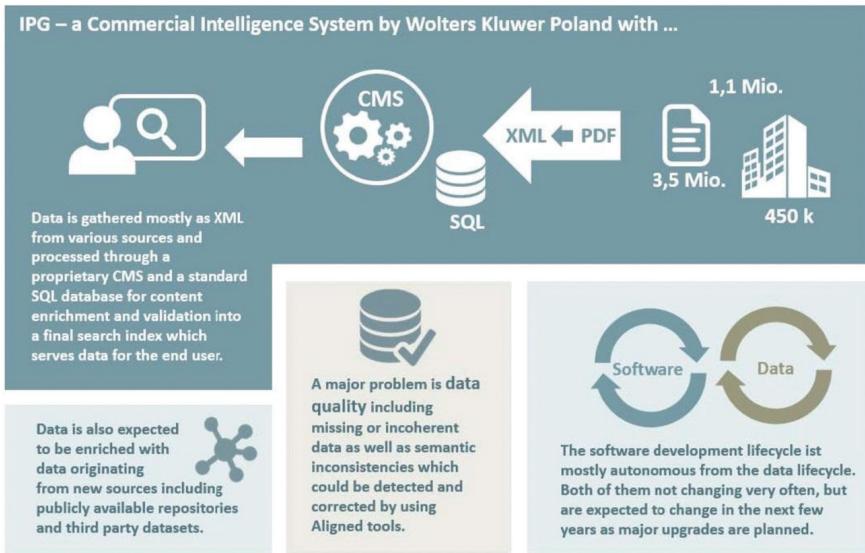 IPG – a Commercial Intelligence System by Wolters Kluwer Poland with ...
CMS
SQL
XML PDF
1,1 Mio.
3,5 Mio.
450 k
Data is gathered mostly as XML
from various sources and
processed through a
proprietary CMS and a standard
SQL database for content
enrichment and validation into
a final search index which
serves data for the end user.
Data is also expected
to be enriched with
data originating
from new sources including
publicly available repositories
and third party datasets.
A major problem is data
quality including
missing or incoherent
data as well as semantic
inconsistencies which
could be detected and
corrected by using
Aligned tools.
Software
Data
The software development lifecycle ist
mostly autonomous from the data lifecycle.
Both of them not changing very often, but
are expected to change in the next few
years as major upgrades are planned.